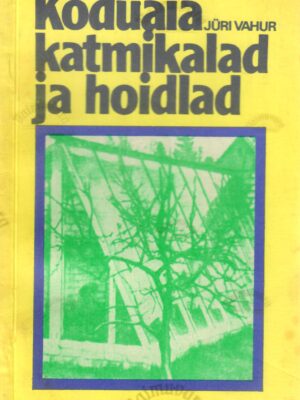 Koduaia
JÜRI VAHUR
katmikalad
ja hoidlad